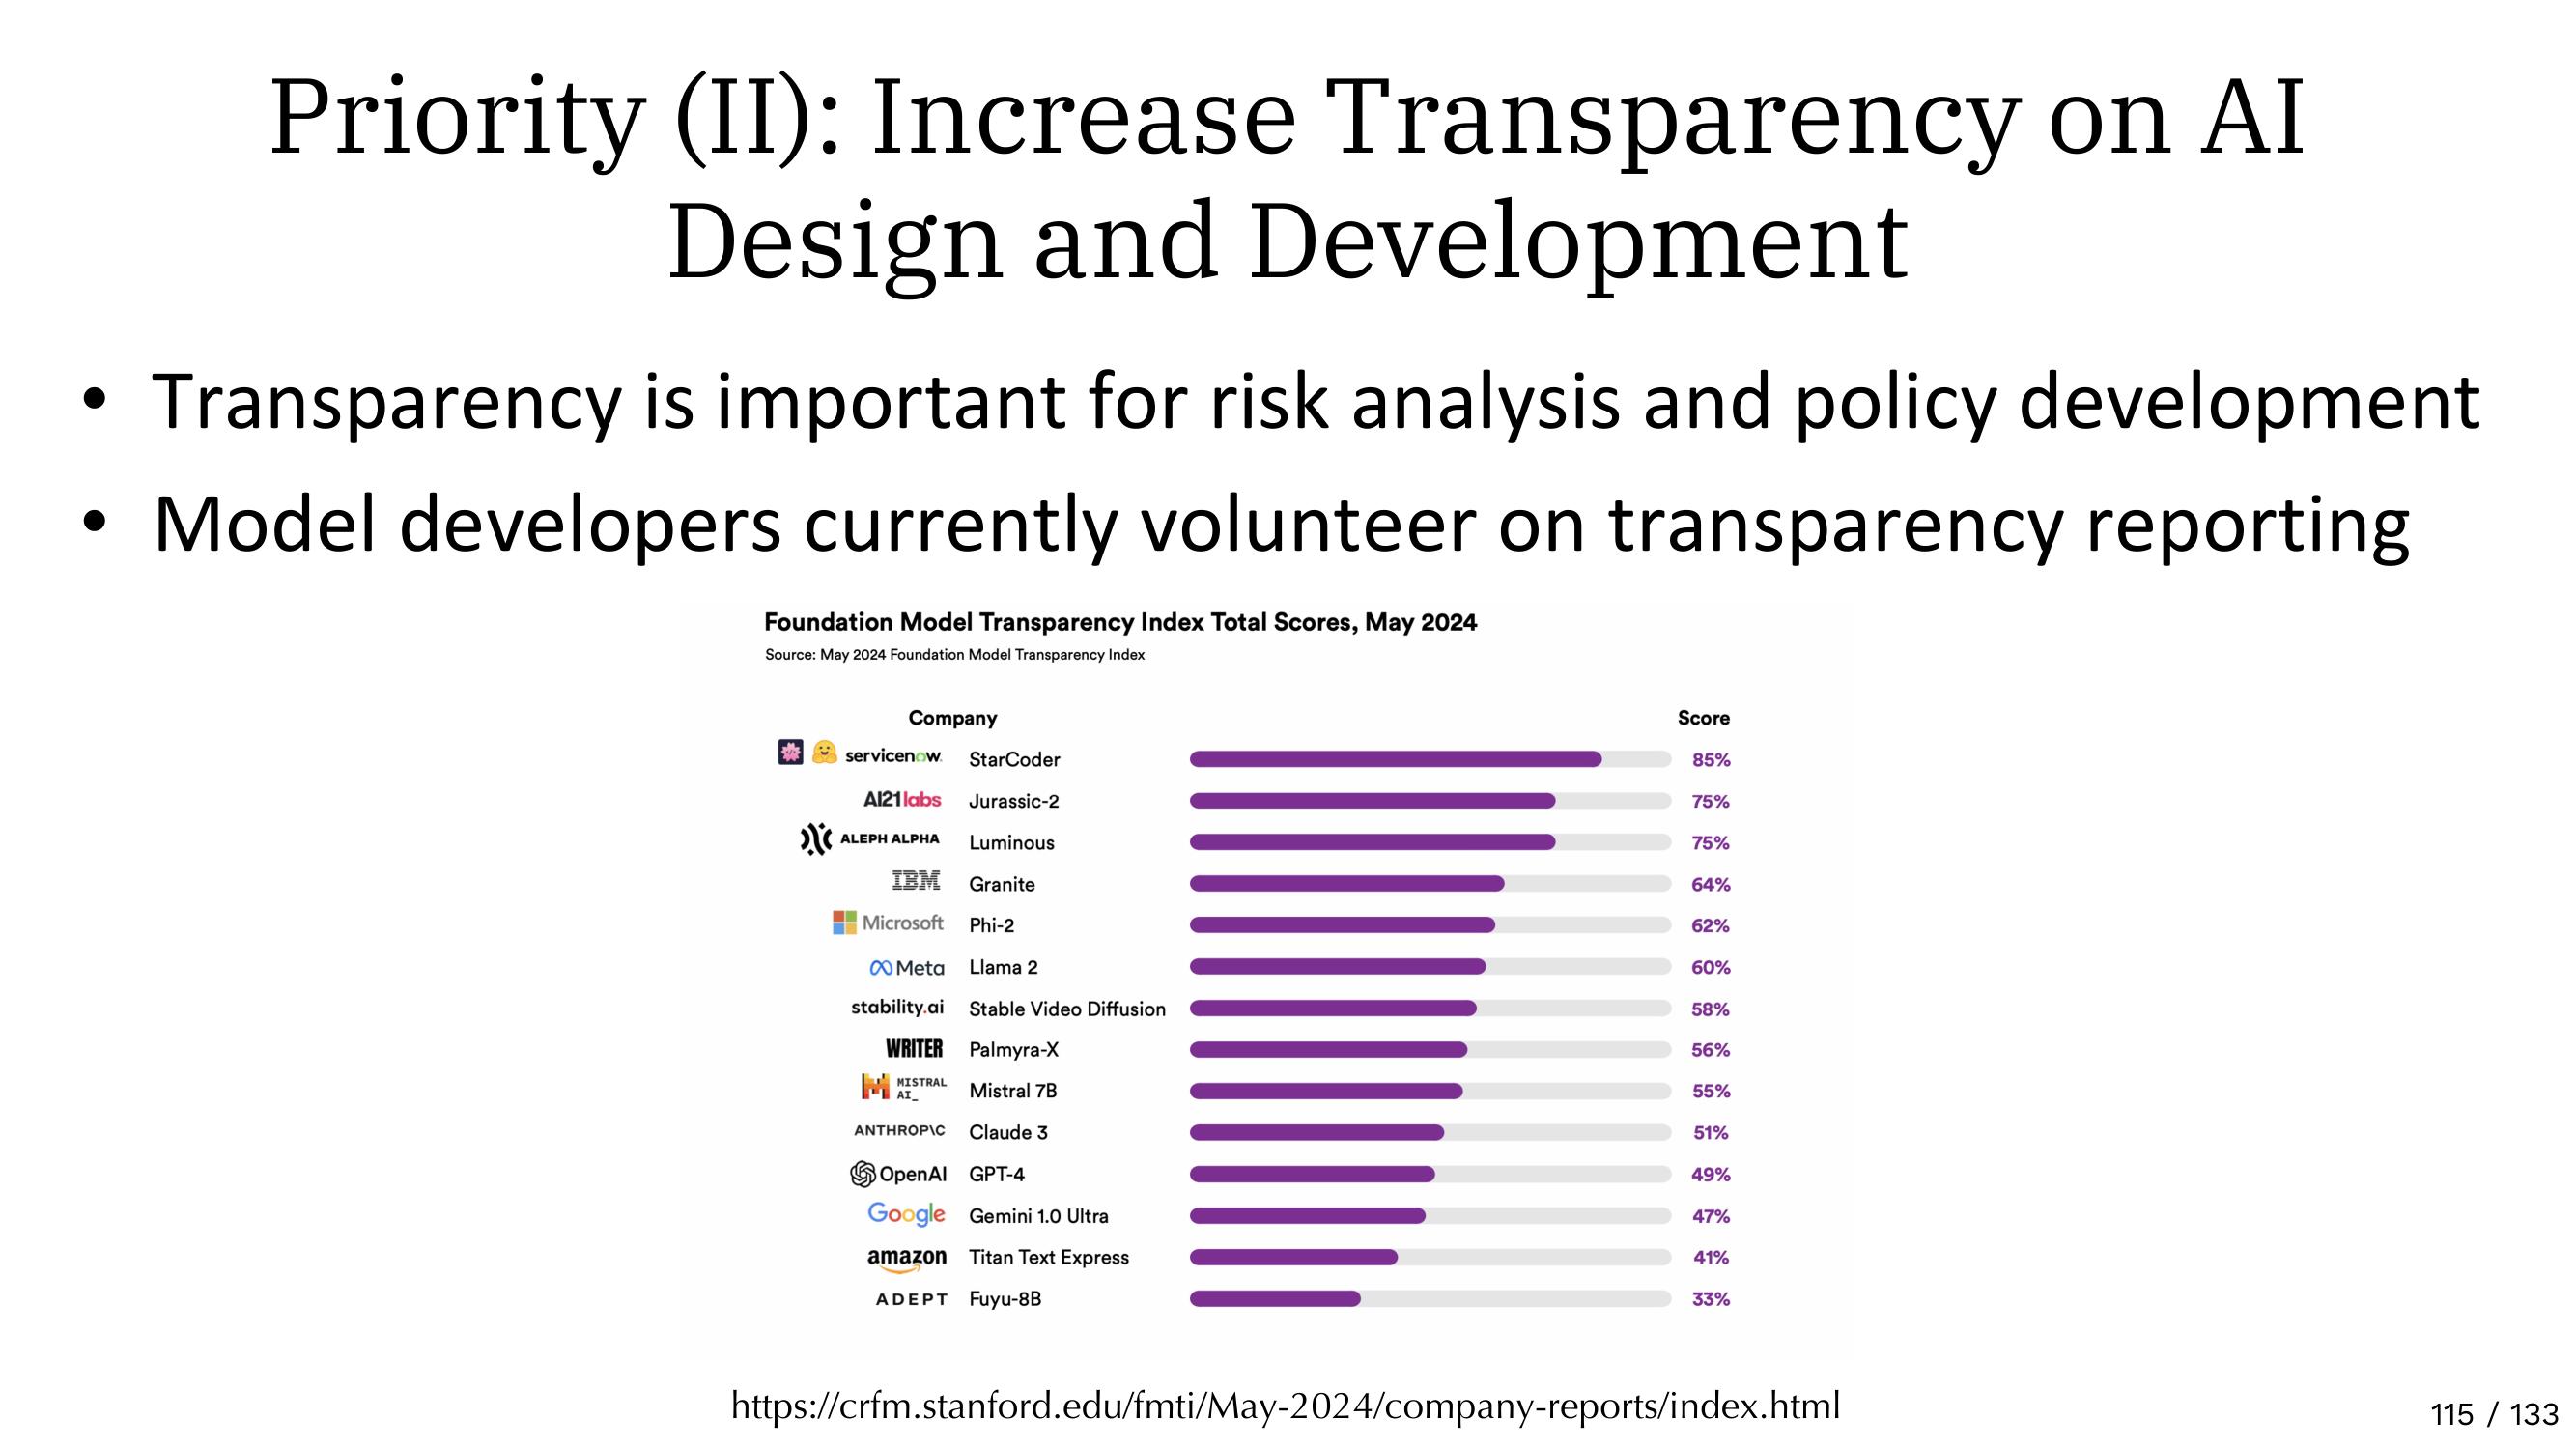 Priority (II): Increase Transparency on AI
Design and Development
• Transparency is important for risk analysis and policy development
• Model developers currently volunteer on transparency reporting
Foundation Model Transparency Index Total Scores, May 2024
Source: May 2024 Foundation Model Transparency Index
Company Score
servicenow. StarCoder 85%
AI21labs Jurassic-2 75%
ALEPH ALPHA Luminous 75%
IBM Granite 64%
Microsoft Phi-2 62%
Meta Llama 2 60%
stability.ai Stable Video Diffusion 58%
WRITER Palmyra-X 56%
MISTRAL AI_ Mistral 7B 55%
ANTHROP\C Claude 3 51%
OpenAI GPT-4 49%
Google Gemini 1.0 Ultra 47%
amazon Titan Text Express 41%
ADEPT Fuyu-8B 33%
https://crfm.stanford.edu/fmti/May-2024/company-reports/index.html
115 / 133